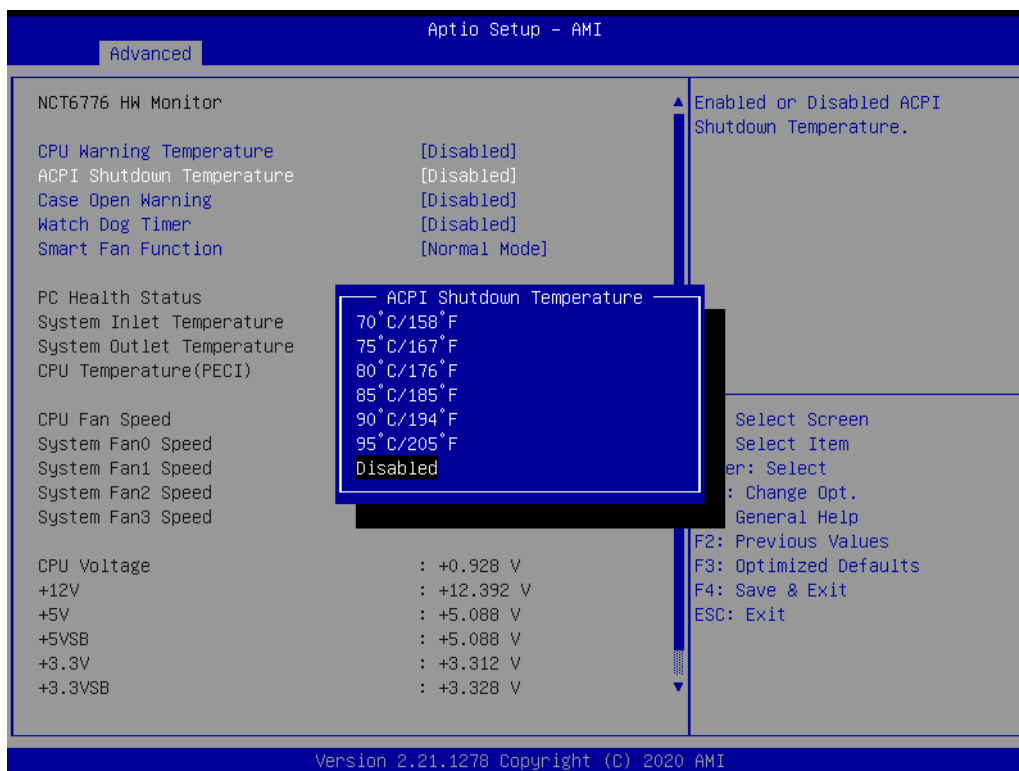 Aptio Setup - AMI
Advanced
NCT6776 HW Monitor
CPU Warning Temperature [Disabled]
ACPI Shutdown Temperature [Disabled]
Case Open Warning [Disabled]
Watch Dog Timer [Disabled]
Smart Fan Function [Normal Mode]
PC Health Status
System Inlet Temperature
System Outlet Temperature
CPU Temperature(PECI)
CPU Fan Speed
System Fan0 Speed
System Fan1 Speed
System Fan2 Speed
System Fan3 Speed
CPU Voltage : +0.928 V
+12V : +12.392 V
+5V : +5.088 V
+5VSB : +5.088 V
+3.3V : +3.312 V
+3.3VSB : +3.328 V
ACPI Shutdown Temperature
70°C/158°F
75°C/167°F
80°C/176°F
85°C/185°F
90°C/194°F
95°C/205°F
Disabled
Enabled or Disabled ACPI
Shutdown Temperature.
Select Screen
Select Item
er: Select
: Change Opt.
General Help
F2: Previous Values
F3: Optimized Defaults
F4: Save & Exit
ESC: Exit
Version 2.21.1278 Copyright (C) 2020 AMI